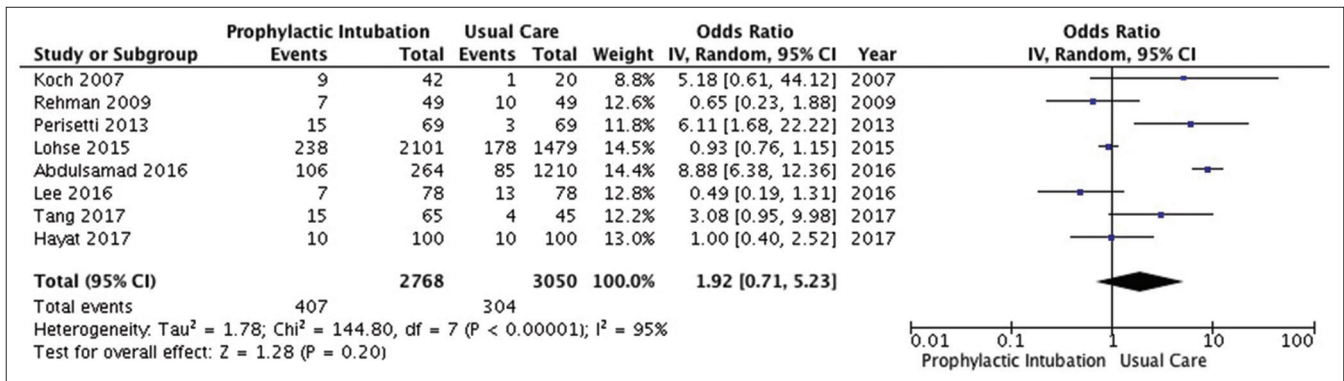 Prophylactic Intubation Usual Care Odds Ratio Odds Ratio
Study or Subgroup Events Total Events Total Weight IV, Random, 95% CI Year IV, Random, 95% CI
Koch 2007 9 42 1 20 8.8% 5.18 [0.61, 44.12] 2007
Rehman 2009 7 49 10 49 12.6% 0.65 [0.23, 1.88] 2009
Perisetti 2013 15 69 3 69 11.8% 6.11 [1.68, 22.22] 2013
Lohse 2015 238 2101 178 1479 14.5% 0.93 [0.76, 1.15] 2015
Abdulsamad 2016 106 264 85 1210 14.4% 8.88 [6.38, 12.36] 2016
Lee 2016 7 78 13 78 12.8% 0.49 [0.19, 1.31] 2016
Tang 2017 15 65 4 45 12.2% 3.08 [0.95, 9.98] 2017
Hayat 2017 10 100 10 100 13.0% 1.00 [0.40, 2.52] 2017
Total (95% CI) 2768 3050 100.0% 1.92 [0.71, 5.23]
Total events 407 304
Heterogeneity: Tau² = 1.78; Chi² = 144.80, df = 7 (P < 0.00001); I² = 95%
Test for overall effect: Z = 1.28 (P = 0.20)
0.01 0.1 1 10 100
Prophylactic Intubation Usual Care